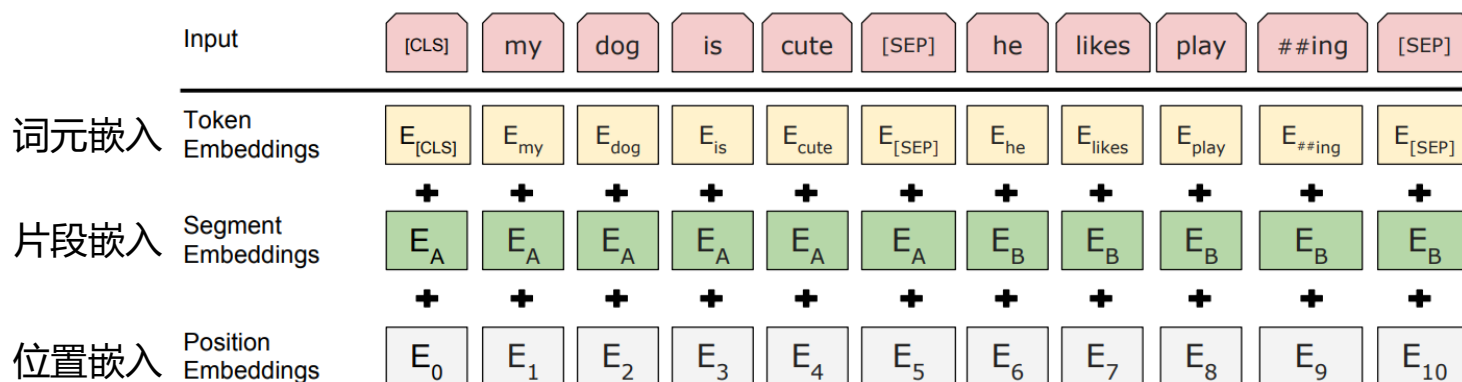 Input [CLS] my dog is cute [SEP] he likes play ##ing [SEP]
词元嵌入 Token Embeddings E[CLS] Emy Edog Eis Ecute E[SEP] Ehe Elikes Eplay E##ing E[SEP]
+ + + + + + + + + + +
片段嵌入 Segment Embeddings EA EA EA EA EA EA EB EB EB EB EB
+ + + + + + + + + + +
位置嵌入 Position Embeddings E0 E1 E2 E3 E4 E5 E6 E7 E8 E9 E10